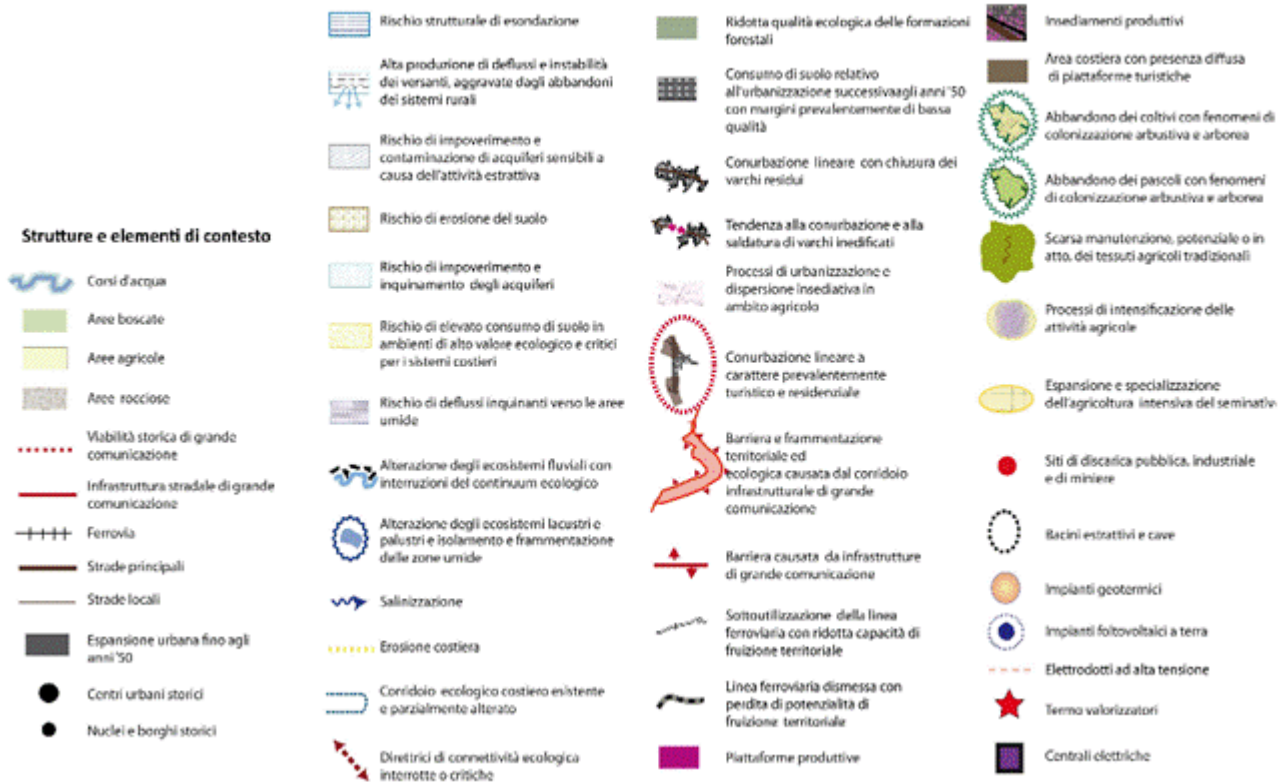 Strutture e elementi di contesto
Corsi d'acqua
Aree boscate
Aree agricole
Aree rocciose
Viabilità storica di grande
comunicazione
Infrastruttura stradale di grande
comunicazione
Ferrovia
Strade principali
Strade locali
Espansione urbana fino agli
anni '50
Centri urbani storici
Nuclei e borghi storici
Rischio strutturale di esondazione
Alta produzione di deflussi e instabilità
dei versanti, aggravate dagli abbandoni
dei sistemi rurali
Rischio di impoverimento e
contaminazione di acquiferi sensibili a
causa dell'attività estrattiva
Rischio di erosione del suolo
Rischio di impoverimento e
inquinamento degli acquiferi
Rischio di elevato consumo di suolo in
ambienti di alto valore ecologico e critici
per i sistemi costieri
Rischio di deflussi inquinanti verso le aree
umide
Alterazione degli ecosistemi fluviali con
interruzioni del continuum ecologico
Alterazione degli ecosistemi lacustri e
palustri e isolamento e frammentazione
delle zone umide
Salinizzazione
Erosione costiera
Corridoio ecologico costiero esistente
e parzialmente alterato
Direttrici di connettività ecologica
interrotte o critiche
Ridotta qualità ecologica delle formazioni
forestali
Consumo di suolo relativo
all'urbanizzazione successivaagli anni '50
con margini prevalentemente di bassa
qualità
Conurbazione lineare con chiusura dei
varchi residui
Tendenza alla conurbazione e alla
saldatura di varchi inedificati
Processi di urbanizzazione e
dispersione insediativa in
ambito agricolo
Conurbazione lineare a
carattere prevalentemente
turistico e residenziale
Barriera e frammentazione
territoriale ed
ecologica causata dal corridoio
infrastrutturale di grande
comunicazione
Barriera causata da infrastrutture
di grande comunicazione
Sottoutilizzazione della linea
ferroviaria con ridotta capacità di
fruizione territoriale
Linea ferroviaria dismessa con
perdita di potenzialità di
fruizione territoriale
Piattaforme produttive
Insediamenti produttivi
Area costiera con presenza diffusa
di piattaforme turistiche
Abbandono dei coltivi con fenomeni di
colonizzazione arbustiva e arborea
Abbandono dei pascoli con fenomeni
di colonizzazione arbustiva e arborea
Scarsa manutenzione, potenziale o in
atto, dei tessuti agricoli tradizionali
Processi di intensificazione delle
attività agricole
Espansione e specializzazione
dell'agricoltura intensiva del seminativ
Siti di discarica pubblica, industriale
e di miniere
Bacini estrattivi e cave
Impianti geotermici
Impianti foltovoltaici a terra
Elettrodotti ad alta tensione
Termo valorizzatori
Centrali elettriche